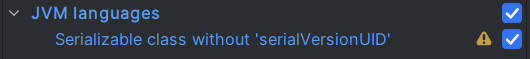 JVM languages
Serializable class without 'serialVersionUID'